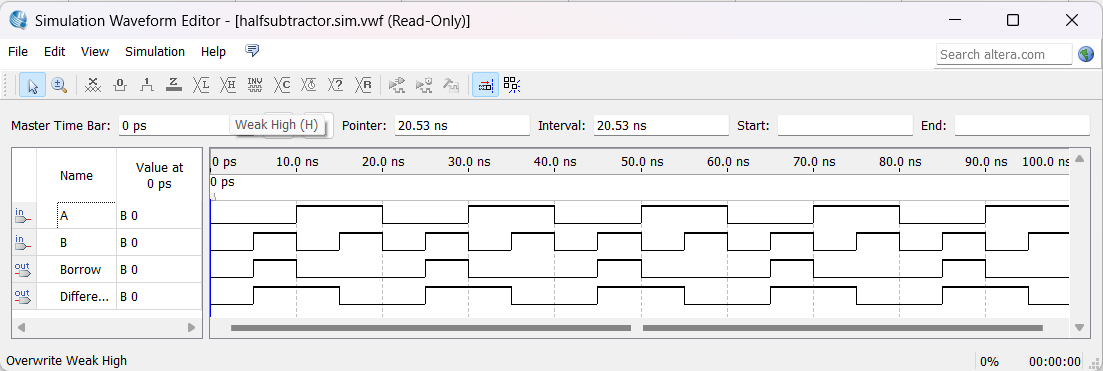 Simulation Waveform Editor - [halfsubtractor.sim.vwf (Read-Only)]
File Edit View Simulation Help
Search altera.com
Master Time Bar: 0 ps Weak High (H) Pointer: 20.53 ns Interval: 20.53 ns Start: End:
Name Value at 0 ps
0 ps 10.0 ns 20.0 ns 30.0 ns 40.0 ns 50.0 ns 60.0 ns 70.0 ns 80.0 ns 90.0 ns 100.0 ns
0 ps
in A B 0
in B B 0
out Borrow B 0
out Differe... B 0
Overwrite Weak High 0% 00:00:00